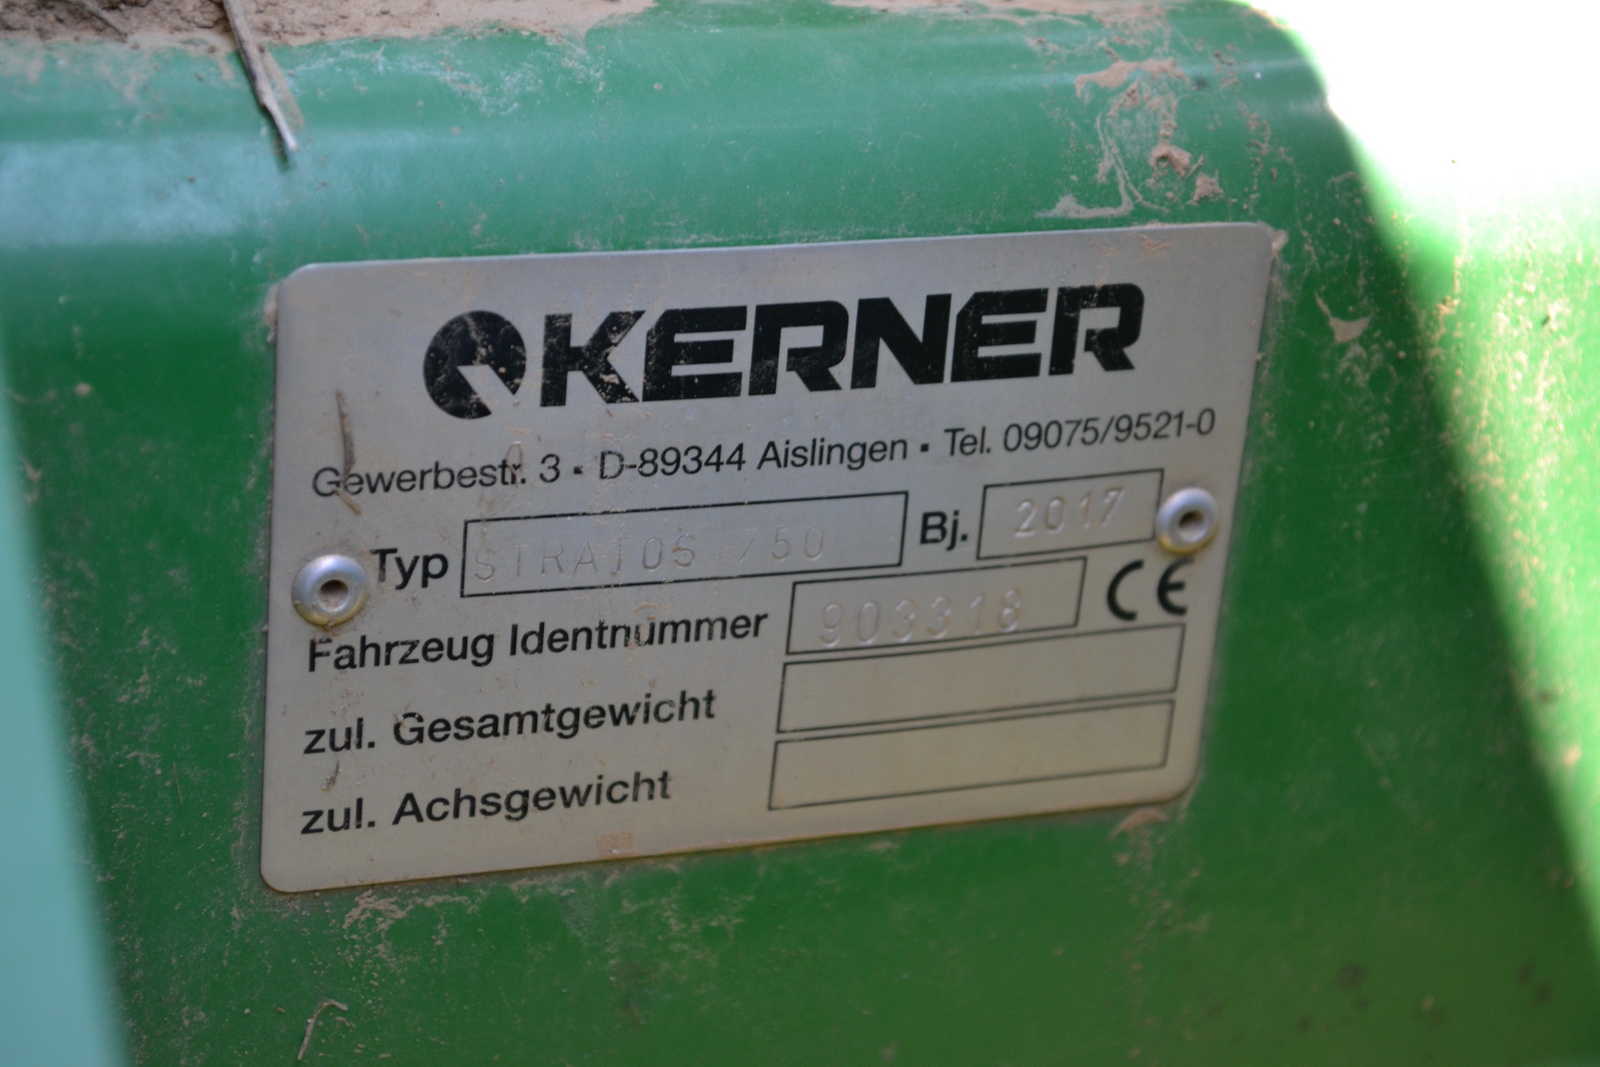 KERNER
Gewerbestr. 3 ▪ D-89344 Aislingen ▪ Tel. 09075/9521-0
Typ STRATOS 750 Bj. 2017
Fahrzeug Identnummer 903318 CE
zul. Gesamtgewicht
zul. Achsgewicht